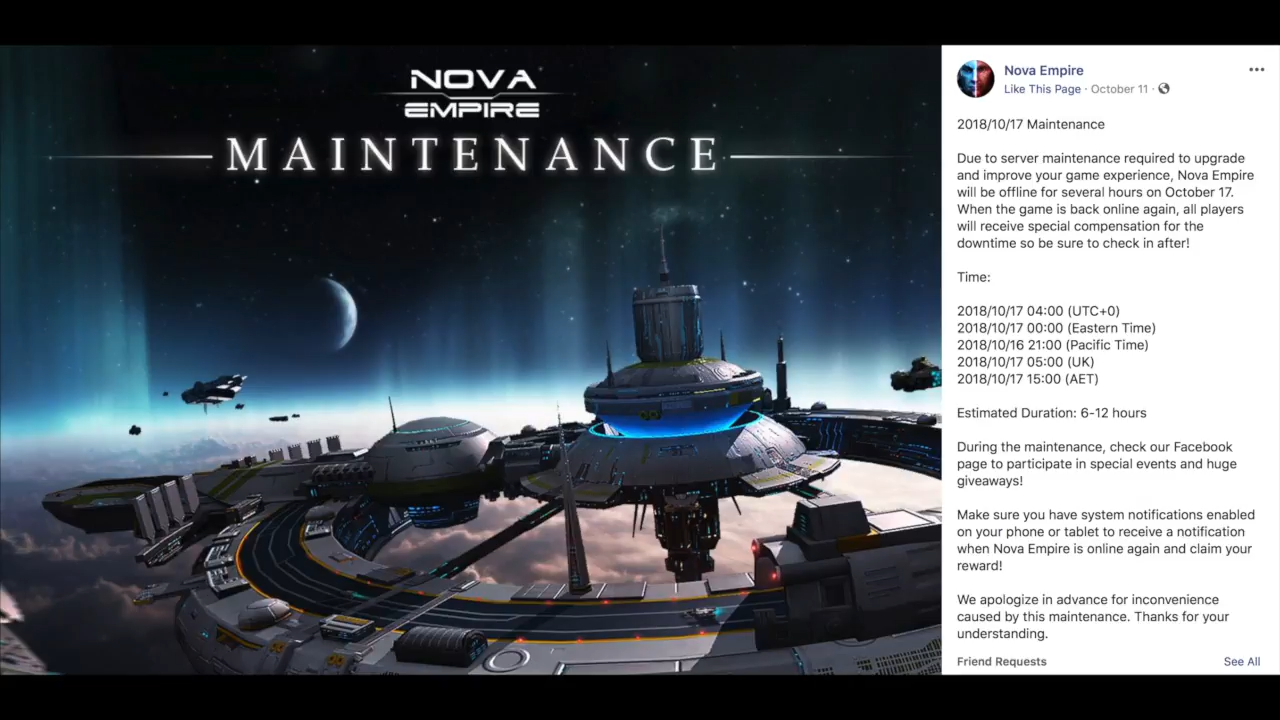 NOVA
EMPIRE
MAINTENANCE
Nova Empire
Like This Page · October 11 ·
2018/10/17 Maintenance
Due to server maintenance required to upgrade
and improve your game experience, Nova Empire
will be offline for several hours on October 17.
When the game is back online again, all players
will receive special compensation for the
downtime so be sure to check in after!
Time:
2018/10/17 04:00 (UTC+0)
2018/10/17 00:00 (Eastern Time)
2018/10/16 21:00 (Pacific Time)
2018/10/17 05:00 (UK)
2018/10/17 15:00 (AET)
Estimated Duration: 6-12 hours
During the maintenance, check our Facebook
page to participate in special events and huge
giveaways!
Make sure you have system notifications enabled
on your phone or tablet to receive a notification
when Nova Empire is online again and claim your
reward!
We apologize in advance for inconvenience
caused by this maintenance. Thanks for your
understanding.
Friend Requests See All